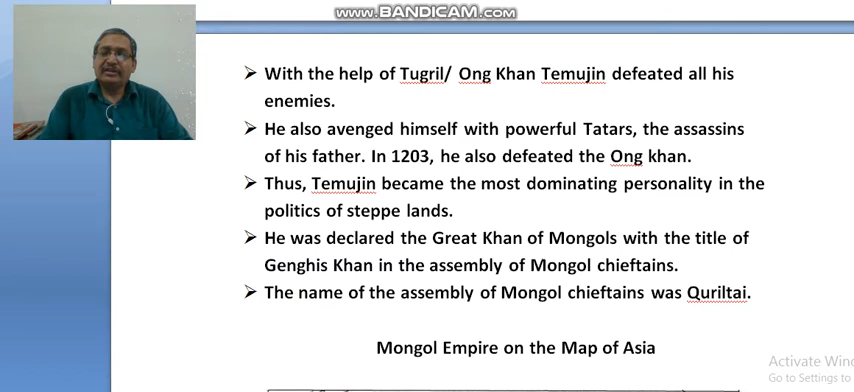 www.BANDICAM.com
➤ With the help of Tugril/ Ong Khan Temujin defeated all his
enemies.
➤ He also avenged himself with powerful Tatars, the assassins
of his father. In 1203, he also defeated the Ong khan.
➤ Thus, Temujin became the most dominating personality in the
politics of steppe lands.
➤ He was declared the Great Khan of Mongols with the title of
Genghis Khan in the assembly of Mongol chieftains.
➤ The name of the assembly of Mongol chieftains was Quriltai.
Mongol Empire on the Map of Asia
Activate Wind
Go to Settings to